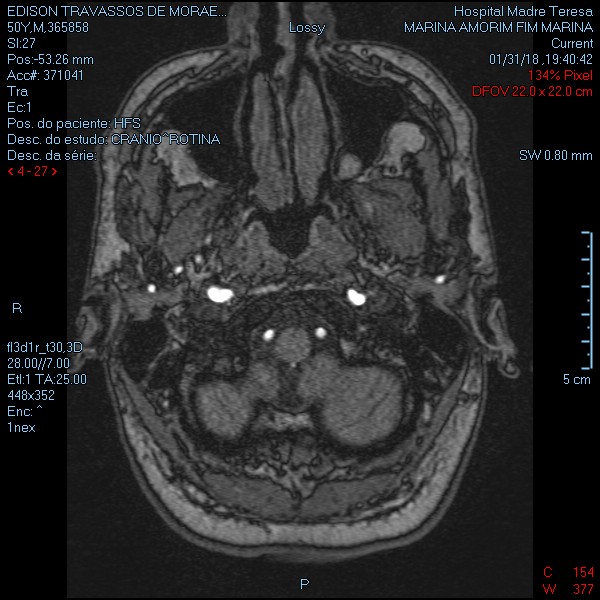 EDISON TRAVASSOS DE MORAE...
50Y,M,365858
Sl:27
Pos:-53.26 mm
Acc#: 371041
Tra
Ec:1
Pos. do paciente: HFS
Desc. do estudo: CRANIO^ROTINA
Desc. da série:
< 4 - 27 >
Lossy
Hospital Madre Teresa
MARINA AMORIM FIM MARINA
Current
01/31/18 ,19:40:42
134% Pixel
DFOV 22.0 x 22.0 cm
SW 0.80 mm
R
fl3d1r_t30,3D
28.00//7.00
Etl:1 TA:25.00
448x352
Enc: ^
1nex
5 cm
P
C 154
W 377